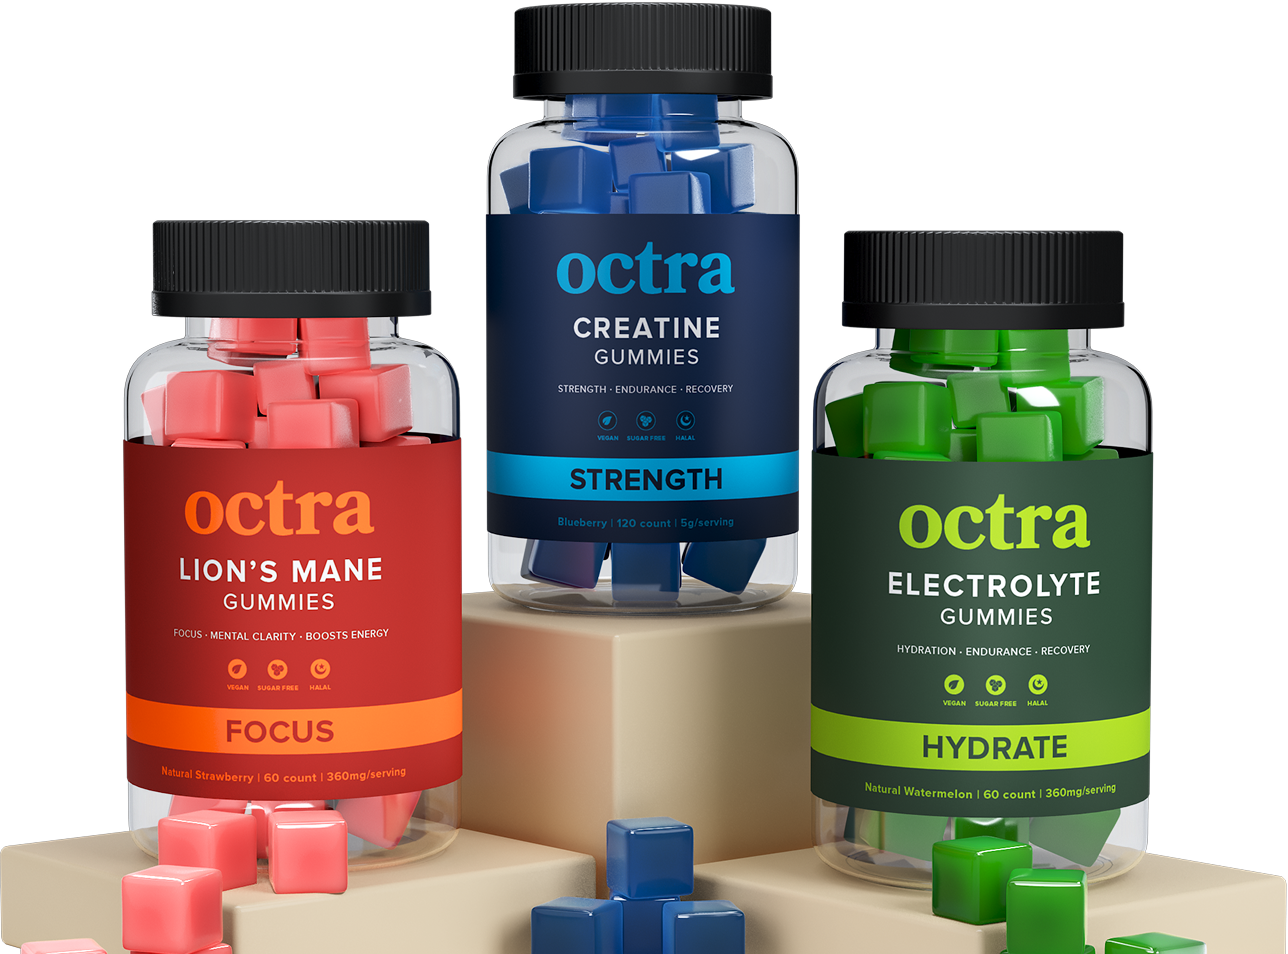 octra
LION'S MANE
GUMMIES
FOCUS · MENTAL CLARITY · BOOSTS ENERGY
VEGAN SUGAR FREE HALAL
FOCUS
Natural Strawberry | 60 count | 360mg/serving
octra
CREATINE
GUMMIES
STRENGTH · ENDURANCE · RECOVERY
VEGAN SUGAR FREE HALAL
STRENGTH
Blueberry | 120 count | 5g/serving
octra
ELECTROLYTE
GUMMIES
HYDRATION · ENDURANCE · RECOVERY
VEGAN SUGAR FREE HALAL
HYDRATE
Natural Watermelon | 60 count | 360mg/serving